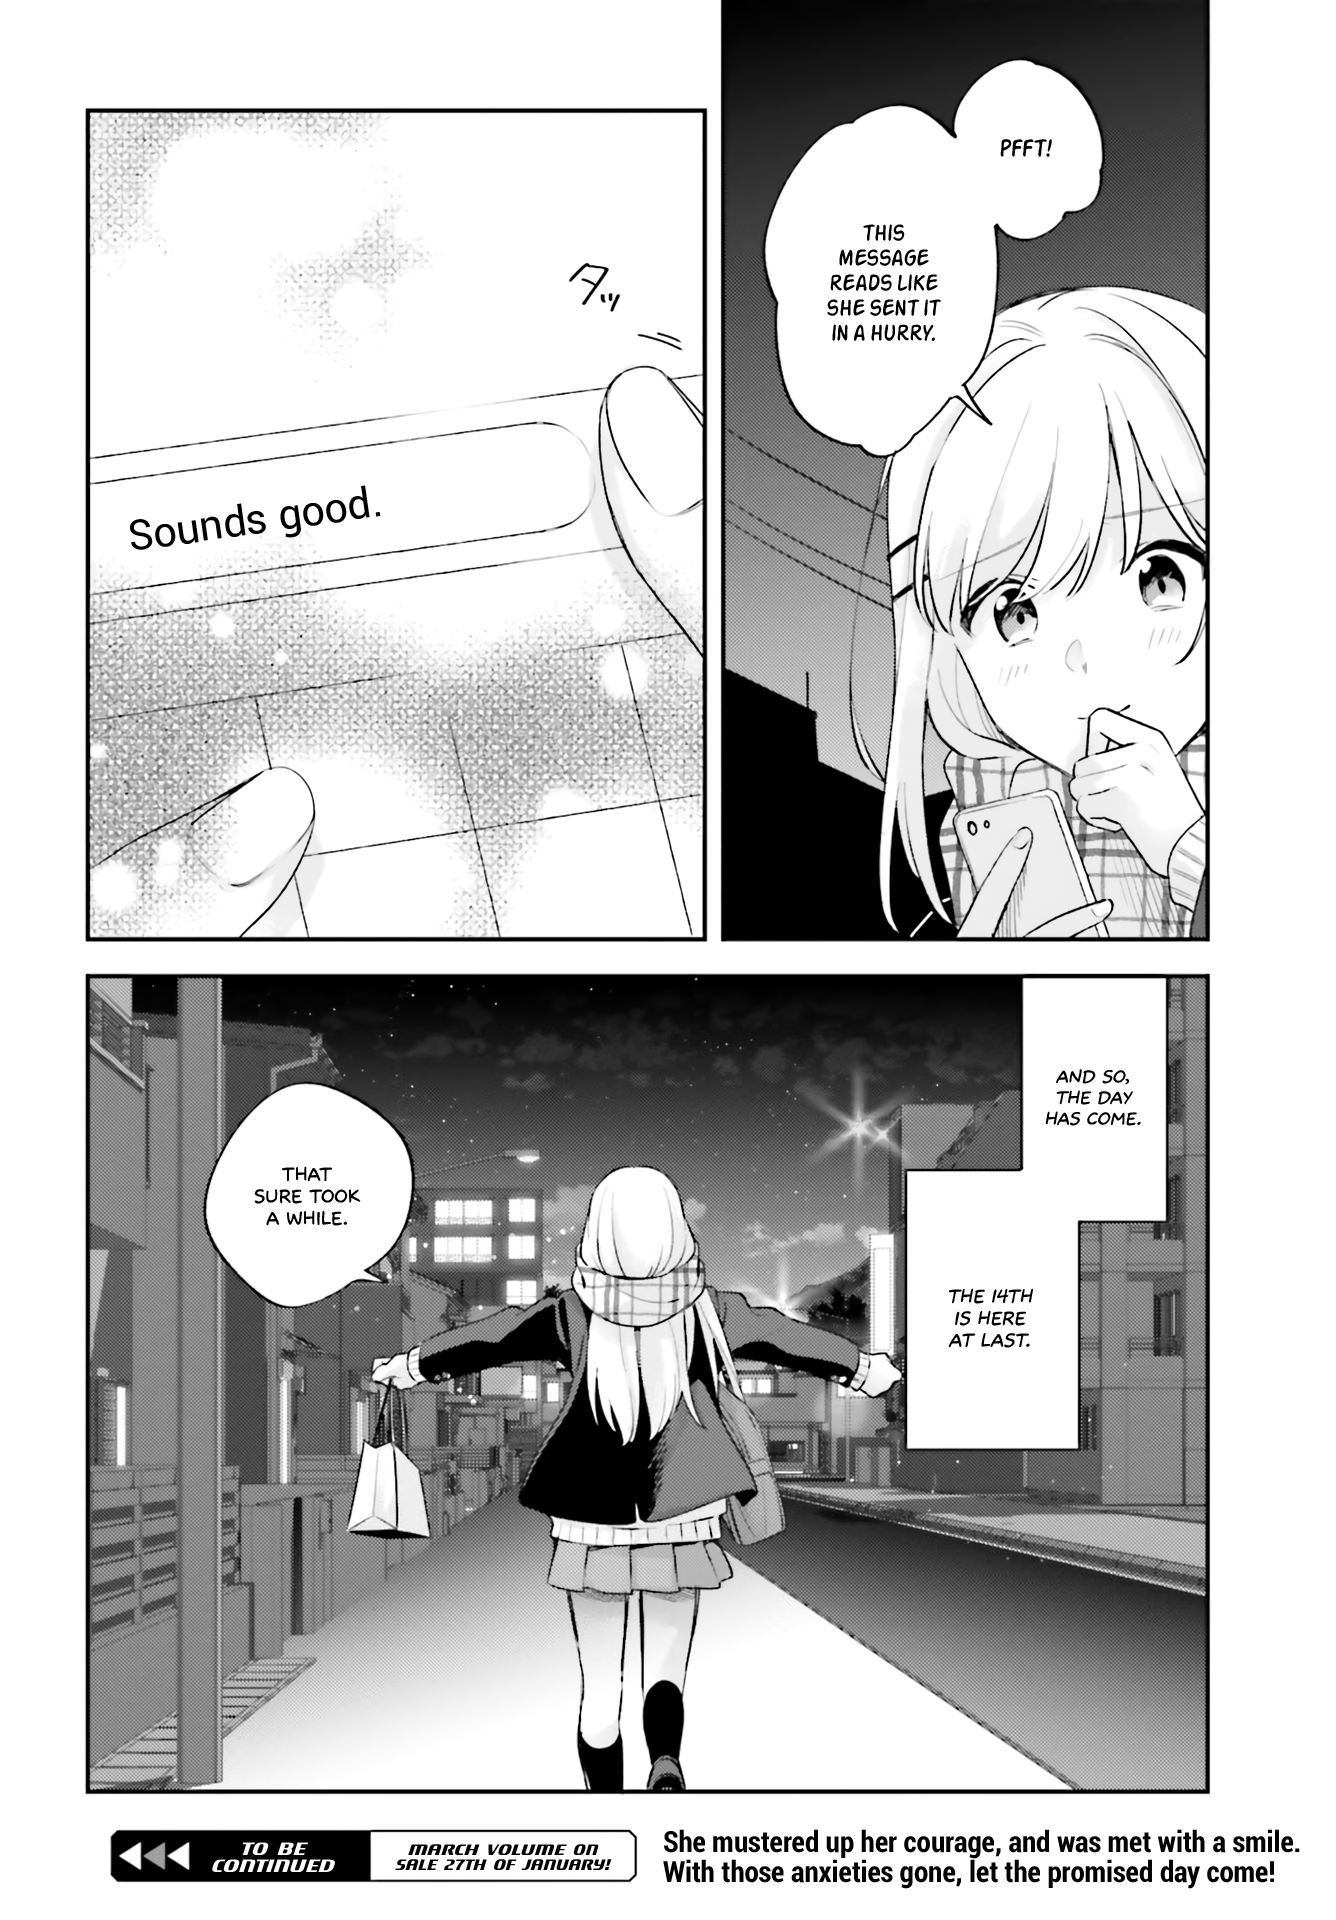 PFFT!
THIS
MESSAGE
READS LIKE
SHE SENT IT
IN A HURRY.
タッ
Sounds good.
AND SO,
THE DAY
HAS COME.
THE 14TH
IS HERE
AT LAST.
THAT
SURE TOOK
A WHILE.
TO BE
CONTINUED
MARCH VOLUME ON
SALE 27TH OF JANUARY!
She mustered up her courage, and was met with a smile.
With those anxieties gone, let the promised day come!